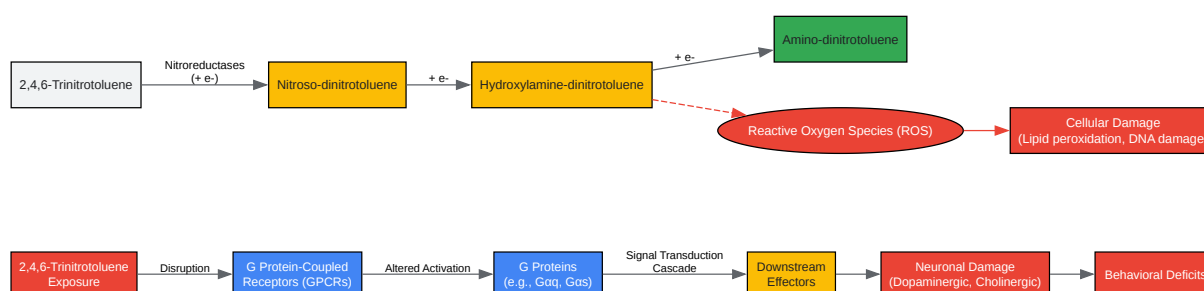 Amino-dinitrotoluene
+ e-
Nitroreductases
(+ e-)
2,4,6-Trinitrotoluene
Nitroso-dinitrotoluene
+ e-
Hydroxylamine-dinitrotoluene
Reactive Oxygen Species (ROS)
Cellular Damage
(Lipid peroxidation, DNA damage
2,4,6-Trinitrotoluene
Exposure
Disruption
G Protein-Coupled
Receptors (GPCRs)
Altered Activation
G Proteins
(e.g., Gαq, Gαs)
Signal Transduction
Cascade
Downstream
Effectors
Neuronal Damage
(Dopaminergic, Cholinergic)
Behavioral Deficits